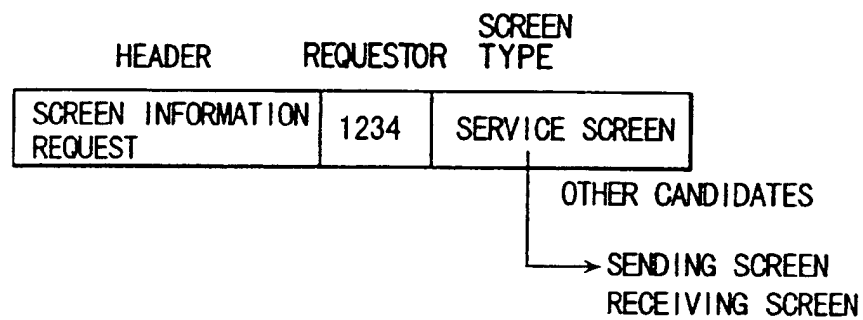 HEADER REQUESTOR SCREEN TYPE
SCREEN INFORMATION REQUEST 1234 SERVICE SCREEN
OTHER CANDIDATES
SENDING SCREEN
RECEIVING SCREEN